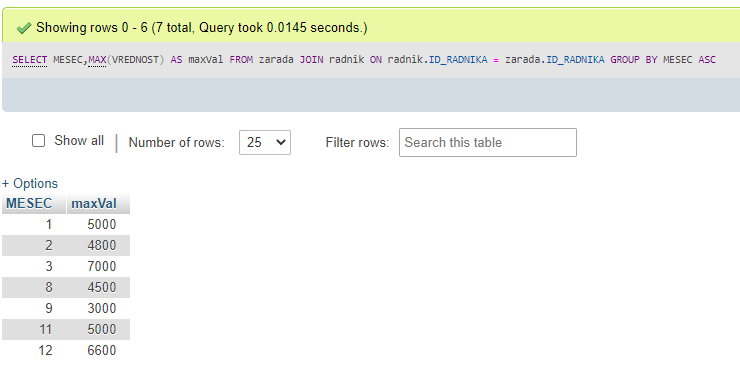 Showing rows 0 - 6 (7 total, Query took 0.0145 seconds.)
SELECT MESEC,MAX(VREDNOST) AS maxVal FROM zarada JOIN radnik ON radnik.ID_RADNIKA = zarada.ID_RADNIKA GROUP BY MESEC ASC
Show all | Number of rows: 25 Filter rows: Search this table
+ Options
MESEC maxVal
1 5000
2 4800
3 7000
8 4500
9 3000
11 5000
12 6600